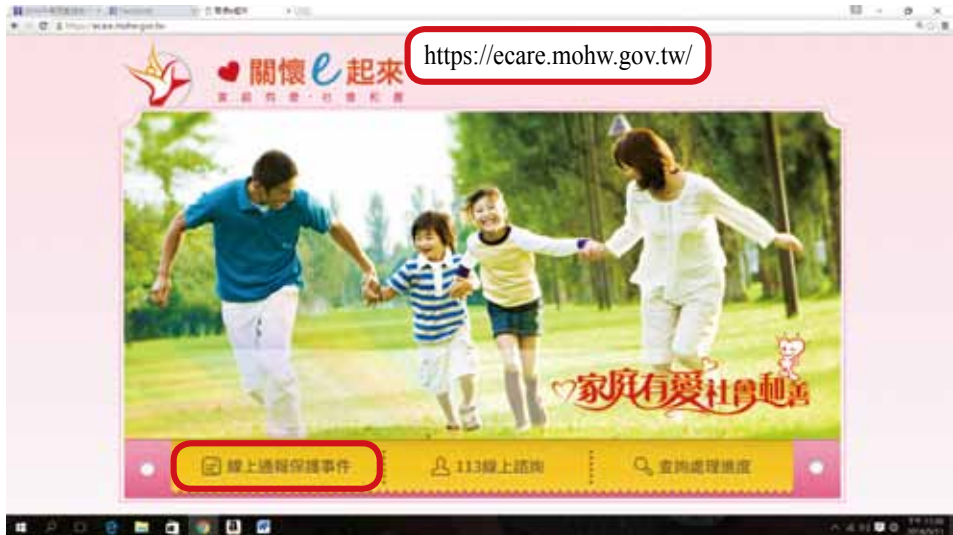 https://ecare.mohw.gov.tw/
關懷e起來
家庭有愛・社會和善
家庭有愛社會和善
線上通報保護事件
113線上諮詢
查詢處理進度